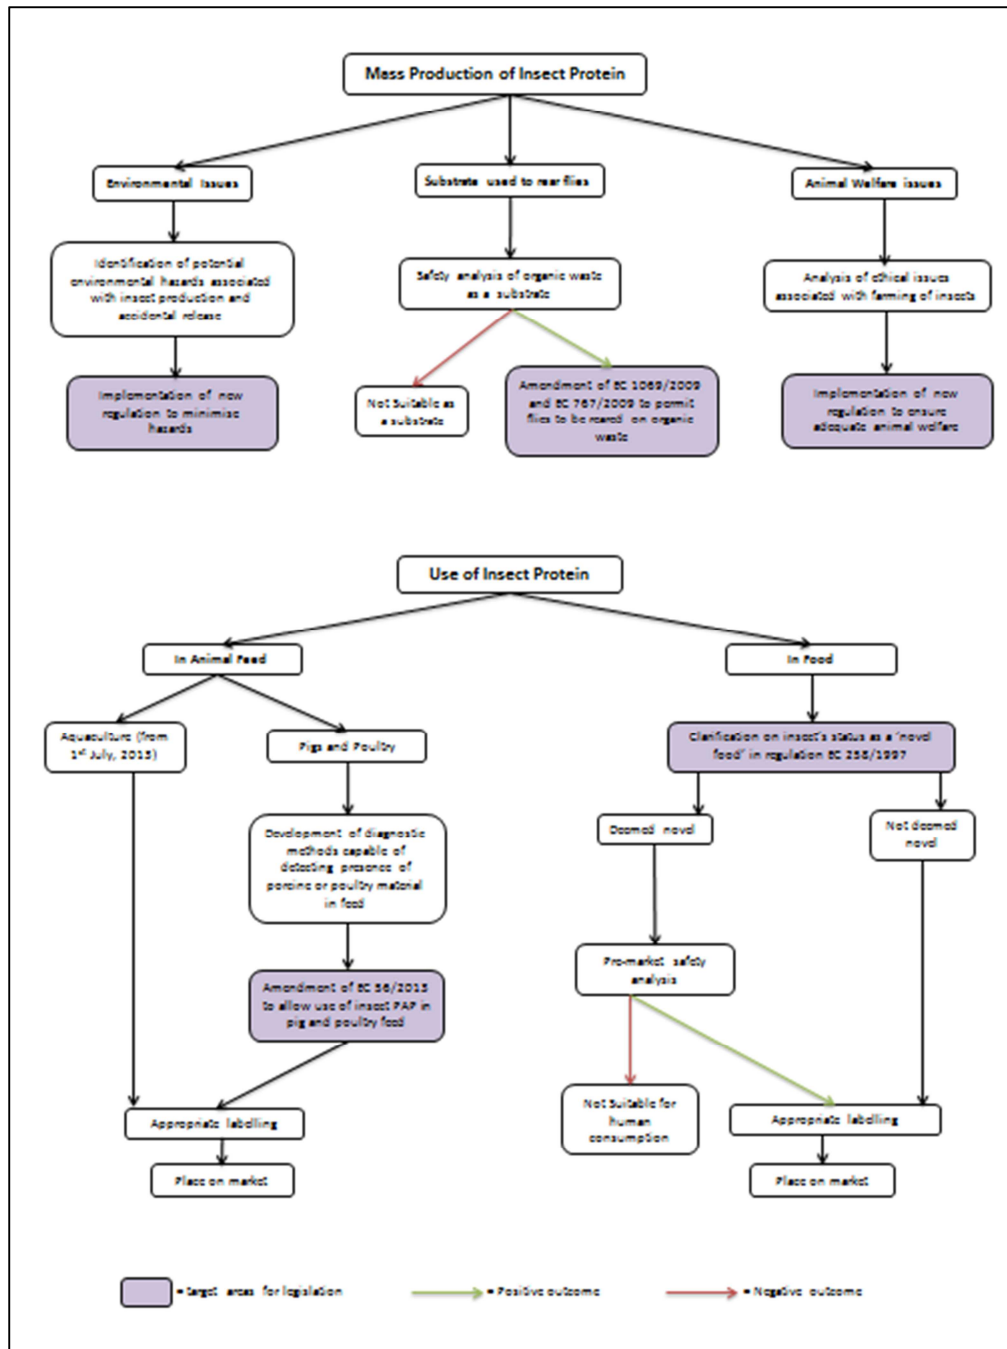 Mass Production of Insect Protein
Environmental Issues
Substrate used to rear flies
Animal Welfare issues
Identification of potential
environmental hazards associated
with insect production and
accidental release
Safety analysis of organic waste
as a substrate
Analysis of ethical issues
associated with farming of insects
Implementation of new
regulation to minimise
hazards
Not Suitable as
a substrate
Amendment of EC 1069/2009
and EC 767/2009 to permit
flies to be reared on organic
waste
Implementation of new
regulation to ensure
adequate animal welfare
Use of Insect Protein
In Animal Feed
In Food
Aquaculture (from
1st July, 2013)
Pigs and Poultry
Clarification on insect's status as a 'novel
food' in regulation EC 258/1997
Development of diagnostic
methods capable of
detecting presence of
porcine or poultry material
in feed
Deemed novel
Not deemed
novel
Pre-market safety
analysis
Amendment of EC 56/2013
to allow use of insect PAP in
pig and poultry feed
Not Suitable for
human
consumption
Appropriate labelling
Appropriate labelling
Place on market
Place on market
= target areas for legislation
= Positive outcome
= Negative outcome